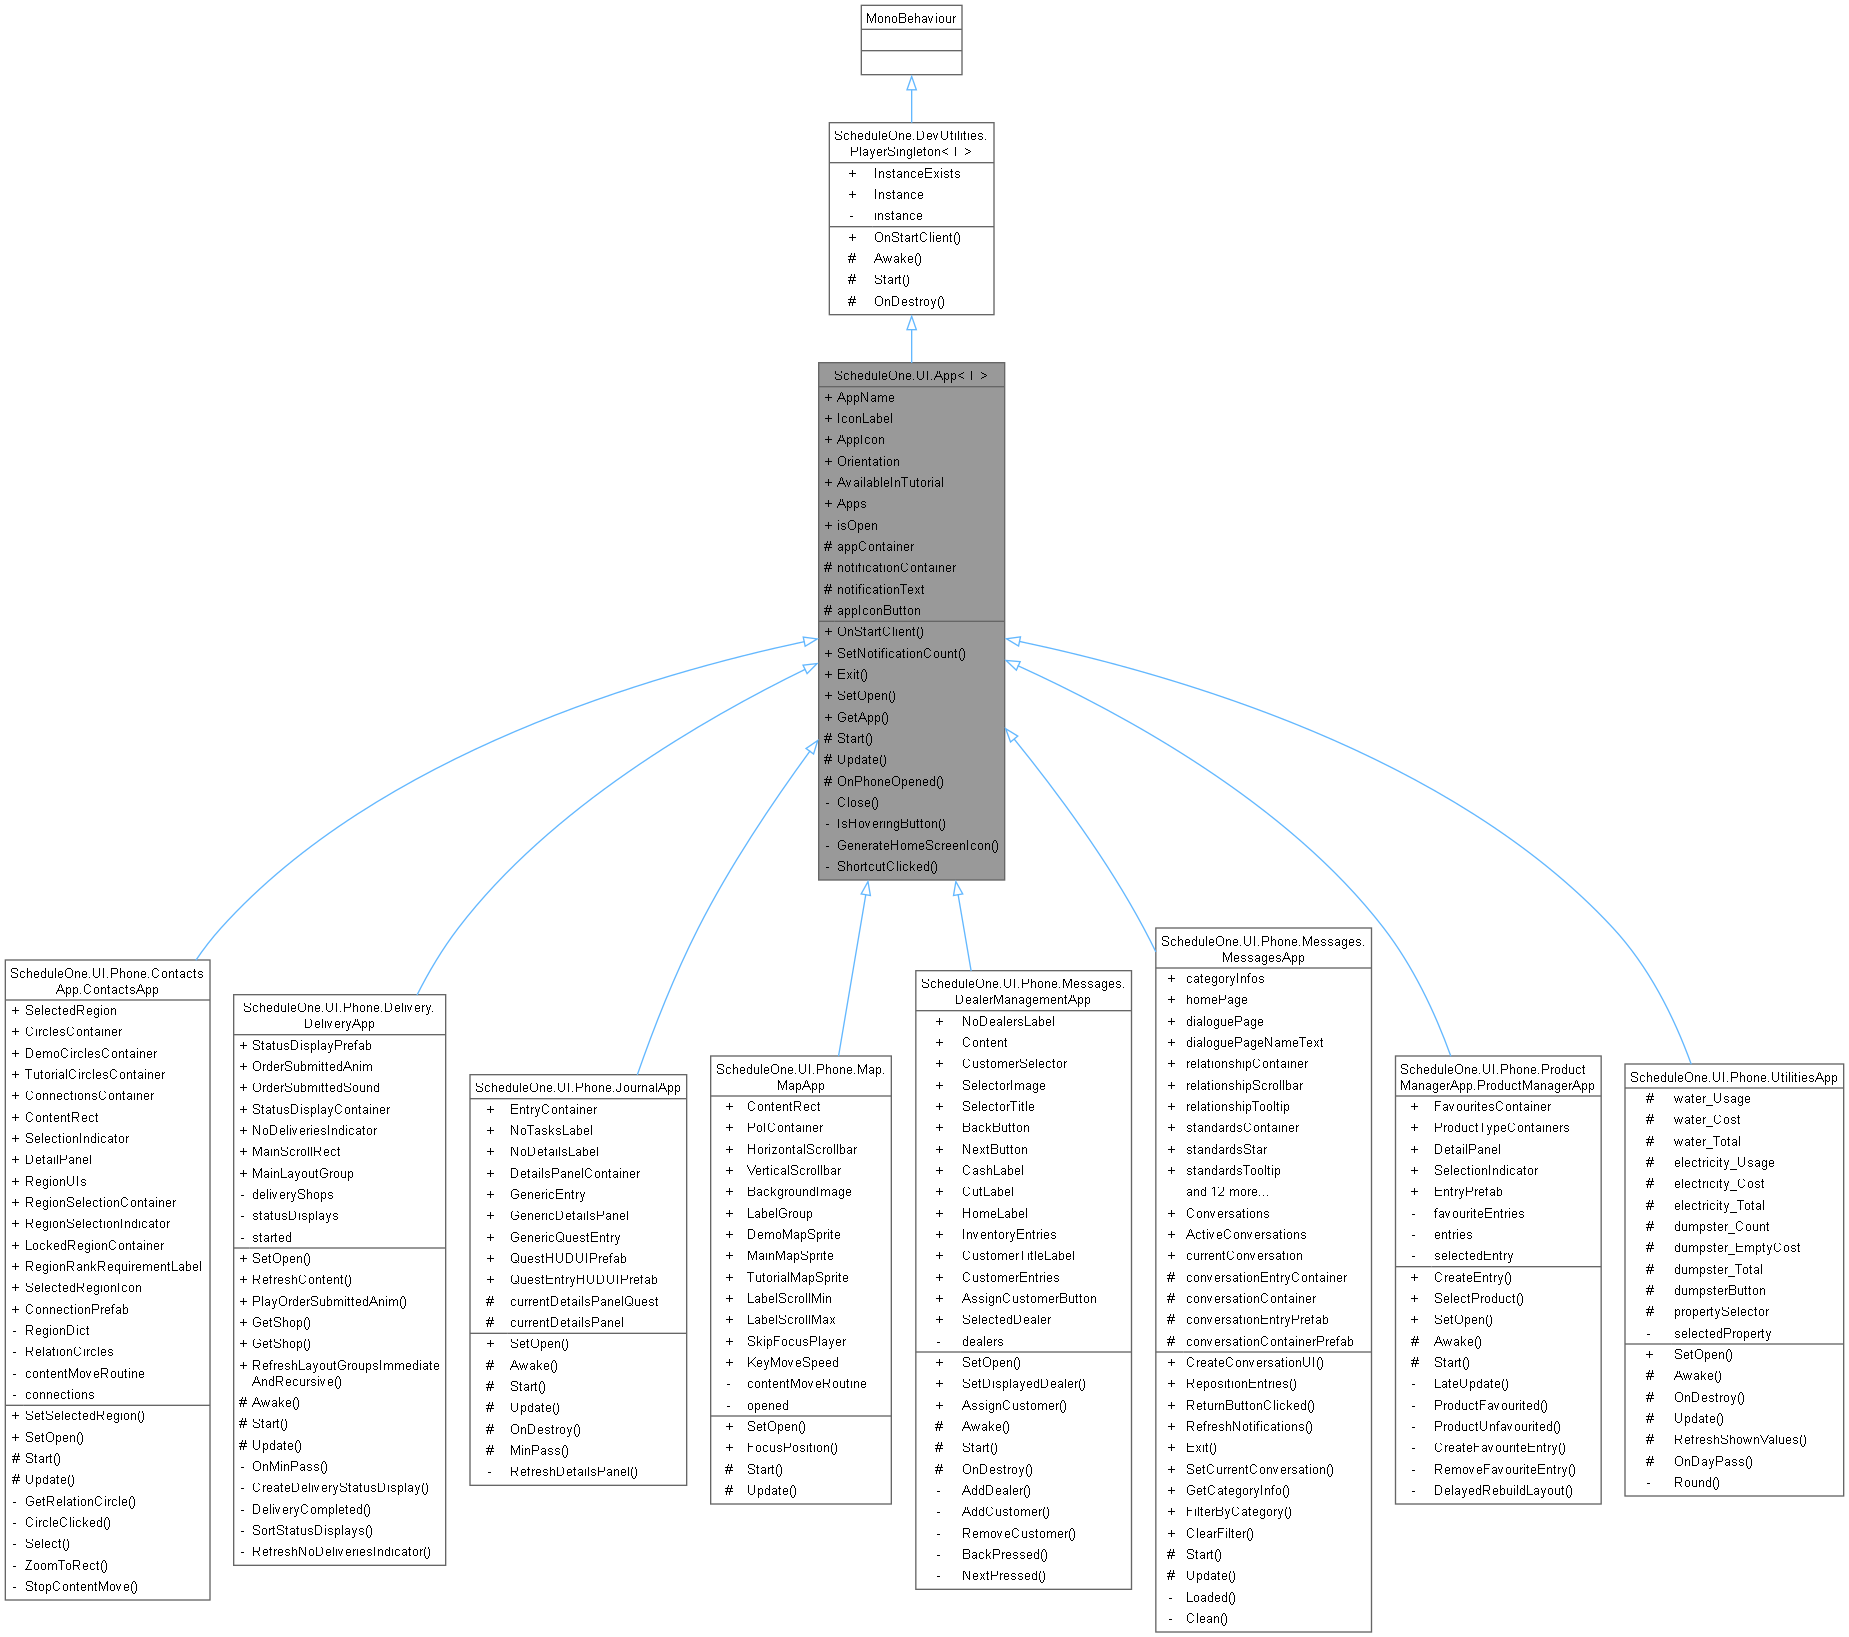 MonoBehaviour
ScheduleOne.DevUtilities.
PlayerSingleton< T >
+ InstanceExists
+ Instance
- instance
+ OnStartClient()
# Awake()
# Start()
# OnDestroy()
ScheduleOne.UI.App< T >
+ AppName
+ IconLabel
+ AppIcon
+ Orientation
+ AvailableInTutorial
+ Apps
+ isOpen
# appContainer
# notificationContainer
# notificationText
# appIconButton
+ OnStartClient()
+ SetNotificationCount()
+ Exit()
+ SetOpen()
+ GetApp()
# Start()
# Update()
# OnPhoneOpened()
- Close()
- IsHoveringButton()
- GenerateHomeScreenIcon()
- ShortcutClicked()
ScheduleOne.UI.Phone.Contacts
App.ContactsApp
+ SelectedRegion
+ CirclesContainer
+ DemoCirclesContainer
+ TutorialCirclesContainer
+ ConnectionsContainer
+ ContentRect
+ SelectionIndicator
+ DetailPanel
+ RegionUIs
+ RegionSelectionContainer
+ RegionSelectionIndicator
+ LockedRegionContainer
+ RegionRankRequirementLabel
+ SelectedRegionIcon
+ ConnectionPrefab
- RegionDict
- RelationCircles
- contentMoveRoutine
- connections
+ SetSelectedRegion()
+ SetOpen()
# Start()
# Update()
- GetRelationCircle()
- CircleClicked()
- Select()
- ZoomToRect()
- StopContentMove()
ScheduleOne.UI.Phone.Delivery.
DeliveryApp
+ StatusDisplayPrefab
+ OrderSubmittedAnim
+ OrderSubmittedSound
+ StatusDisplayContainer
+ NoDeliveriesIndicator
+ MainScrollRect
+ MainLayoutGroup
- deliveryShops
- statusDisplays
- started
+ SetOpen()
+ RefreshContent()
+ PlayOrderSubmittedAnim()
+ GetShop()
+ GetShop()
+ RefreshLayoutGroupsImmediate
AndRecursive()
# Awake()
# Start()
# Update()
- OnMinPass()
- CreateDeliveryStatusDisplay()
- DeliveryCompleted()
- SortStatusDisplays()
- RefreshNoDeliveriesIndicator()
ScheduleOne.UI.Phone.JournalApp
+ EntryContainer
+ NoTasksLabel
+ NoDetailsLabel
+ DetailsPanelContainer
+ GenericEntry
+ GenericDetailsPanel
+ GenericQuestEntry
+ QuestHUDUIPrefab
+ QuestEntryHUDUIPrefab
# currentDetailsPanelQuest
# currentDetailsPanel
+ SetOpen()
# Awake()
# Start()
# Update()
# OnDestroy()
# MinPass()
- RefreshDetailsPanel()
ScheduleOne.UI.Phone.Map.
MapApp
+ ContentRect
+ PoIContainer
+ HorizontalScrollbar
+ VerticalScrollbar
+ BackgroundImage
+ LabelGroup
+ DemoMapSprite
+ MainMapSprite
+ TutorialMapSprite
+ LabelScrollMin
+ LabelScrollMax
+ SkipFocusPlayer
+ KeyMoveSpeed
- contentMoveRoutine
- opened
+ SetOpen()
+ FocusPosition()
# Start()
# Update()
ScheduleOne.UI.Phone.Messages.
DealerManagementApp
+ NoDealersLabel
+ Content
+ CustomerSelector
+ SelectorImage
+ SelectorTitle
+ BackButton
+ NextButton
+ CashLabel
+ CutLabel
+ HomeLabel
+ InventoryEntries
+ CustomerTitleLabel
+ CustomerEntries
+ AssignCustomerButton
+ SelectedDealer
- dealers
+ SetOpen()
+ SetDisplayedDealer()
+ AssignCustomer()
# Awake()
# Start()
# OnDestroy()
- AddDealer()
- AddCustomer()
- RemoveCustomer()
- BackPressed()
- NextPressed()
ScheduleOne.UI.Phone.Messages.
MessagesApp
+ categoryInfos
+ homePage
+ dialoguePage
+ dialoguePageNameText
+ relationshipContainer
+ relationshipScrollbar
+ relationshipTooltip
+ standardsContainer
+ standardsStar
+ standardsTooltip
and 12 more...
+ Conversations
+ ActiveConversations
+ currentConversation
# conversationEntryContainer
# conversationContainer
# conversationEntryPrefab
# conversationContainerPrefab
+ CreateConversationUI()
+ RepositionEntries()
+ ReturnButtonClicked()
+ RefreshNotifications()
+ Exit()
+ SetCurrentConversation()
+ GetCategoryInfo()
+ FilterByCategory()
+ ClearFilter()
# Start()
# Update()
- Loaded()
- Clean()
ScheduleOne.UI.Phone.Product
ManagerApp.ProductManagerApp
+ FavouritesContainer
+ ProductTypeContainers
+ DetailPanel
+ SelectionIndicator
+ EntryPrefab
- favouriteEntries
- entries
- selectedEntry
+ CreateEntry()
+ SelectProduct()
+ SetOpen()
# Awake()
# Start()
- LateUpdate()
- ProductFavourited()
- ProductUnfavourited()
- CreateFavouriteEntry()
- RemoveFavouriteEntry()
- DelayedRebuildLayout()
ScheduleOne.UI.Phone.UtilitiesApp
# water_Usage
# water_Cost
# water_Total
# electricity_Usage
# electricity_Cost
# electricity_Total
# dumpster_Count
# dumpster_EmptyCost
# dumpster_Total
# dumpsterButton
# propertySelector
- selectedProperty
+ SetOpen()
# Awake()
# OnDestroy()
# Update()
# RefreshShownValues()
# OnDayPass()
- Round()